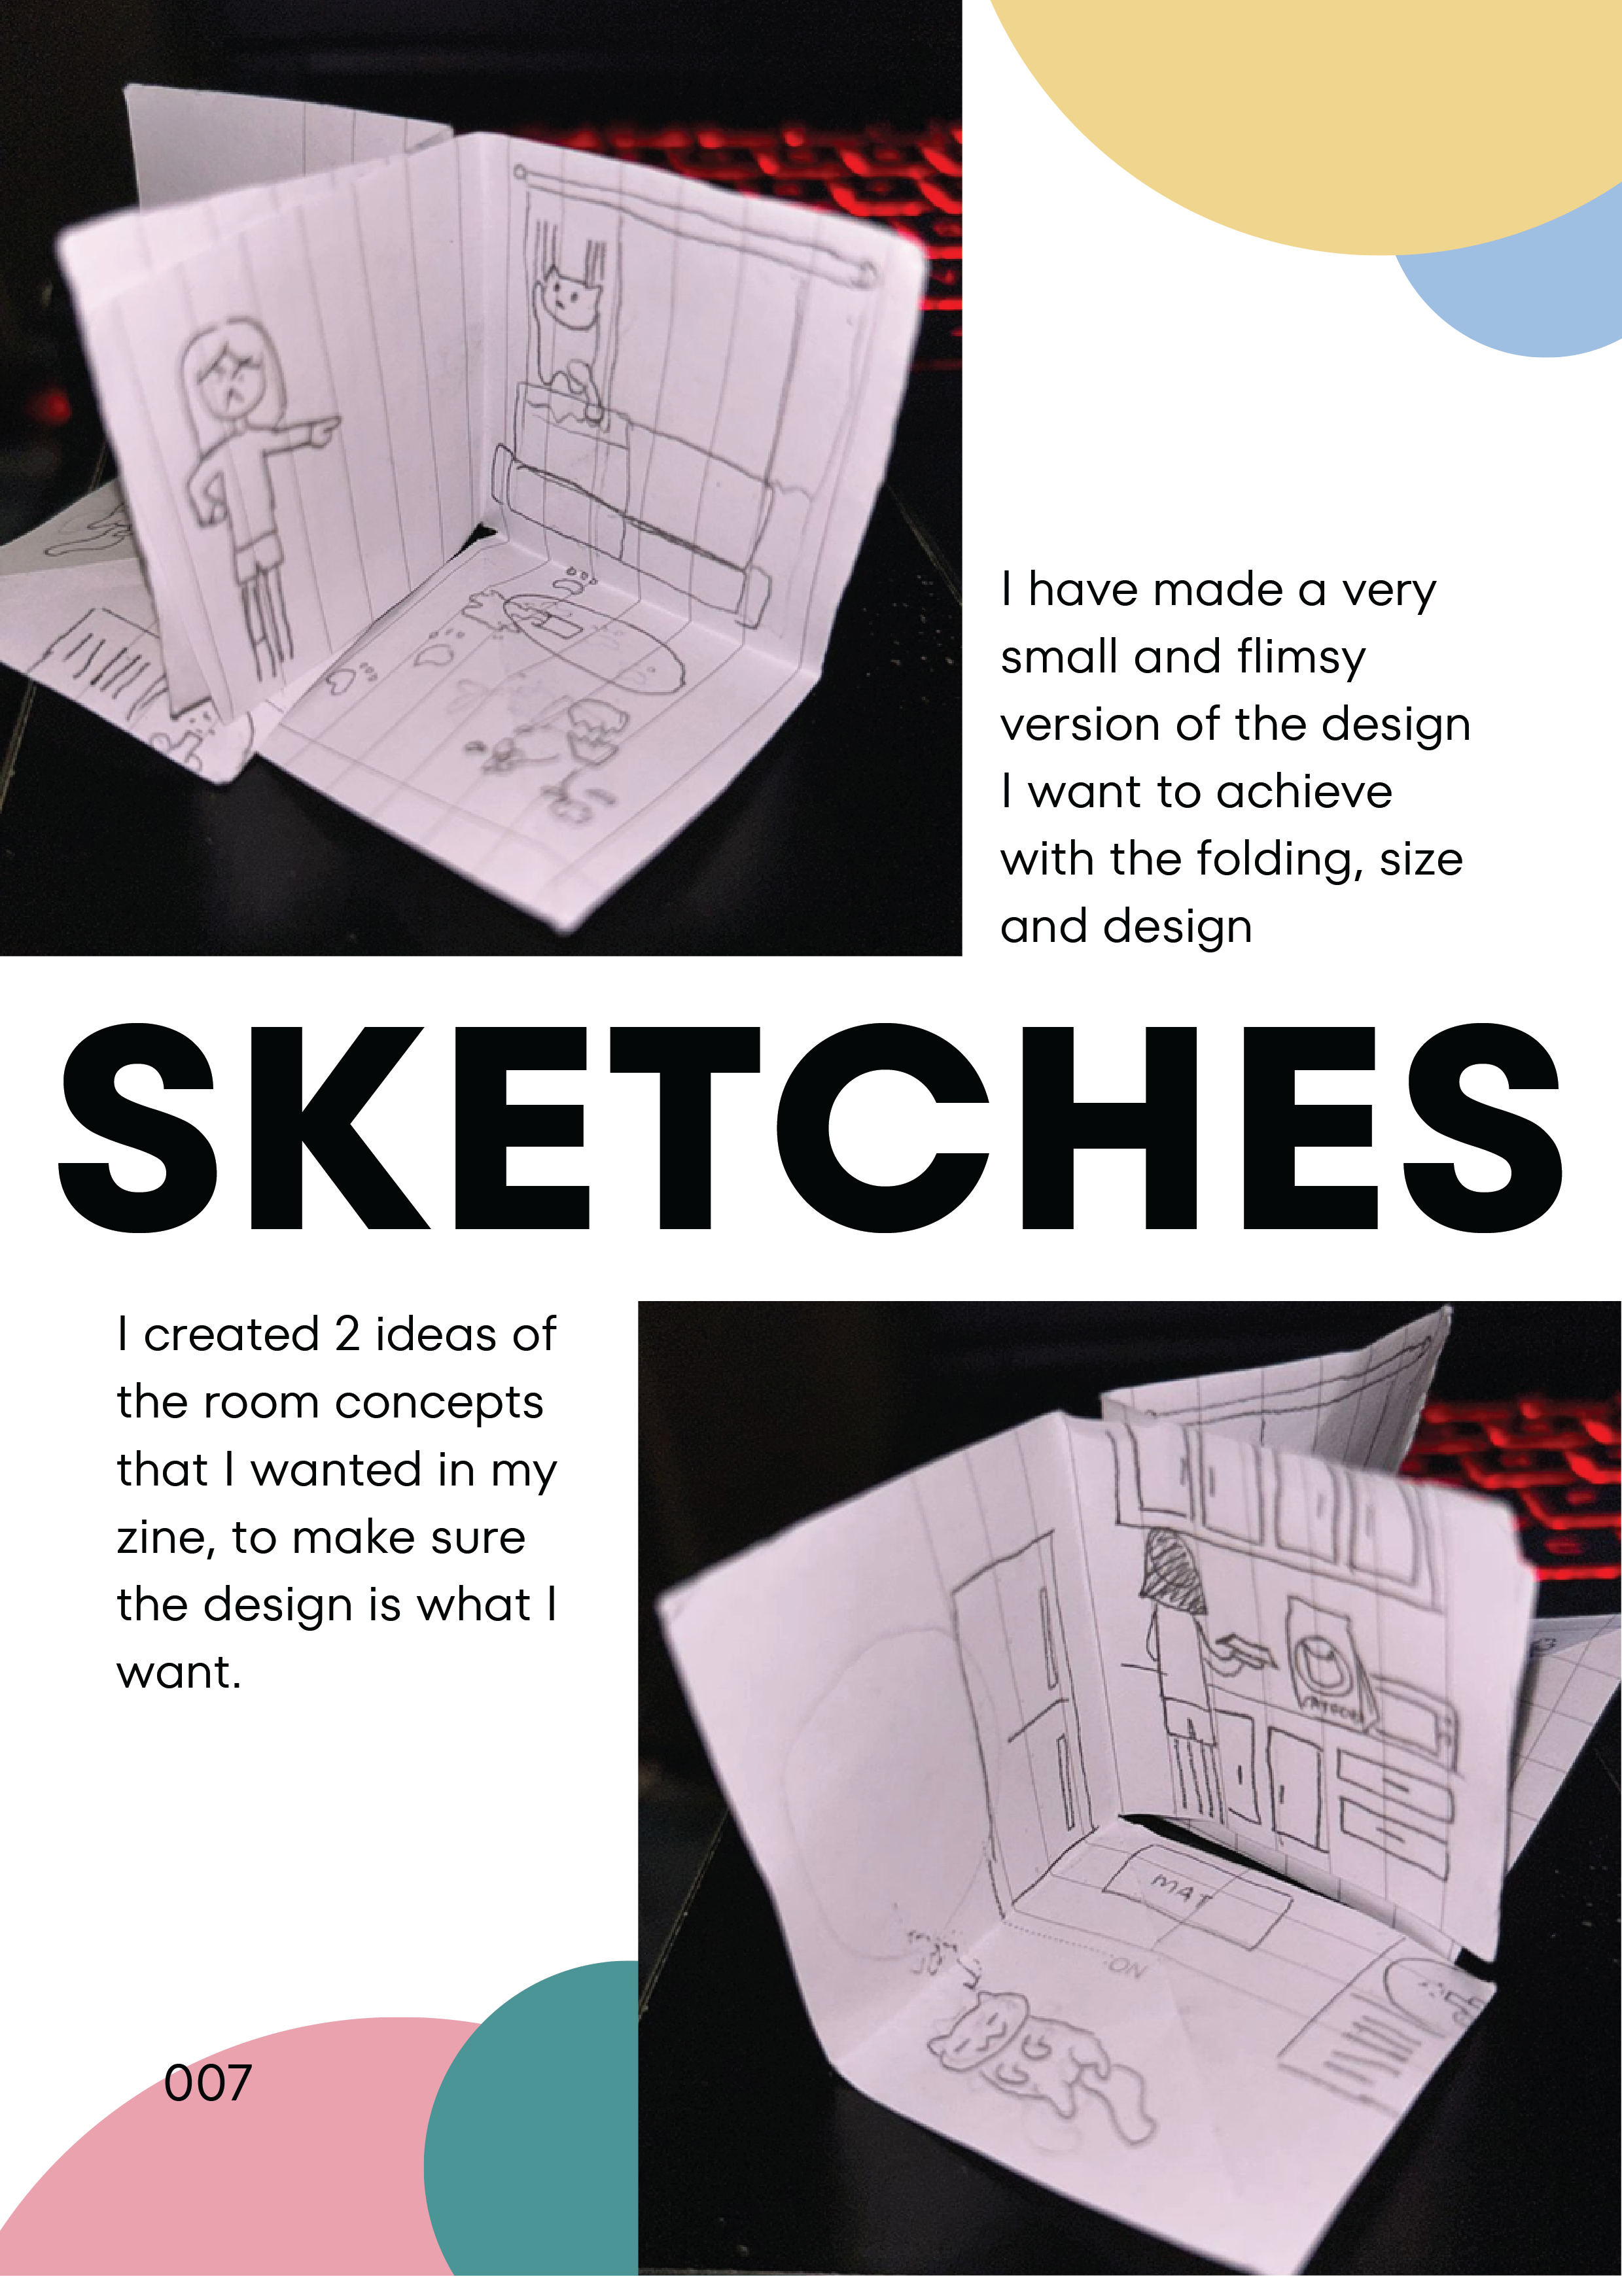 I have made a very
small and flimsy
version of the design
I want to achieve
with the folding, size
and design
SKETCHES
I created 2 ideas of
the room concepts
that I wanted in my
zine, to make sure
the design is what I
want.
MAT
007